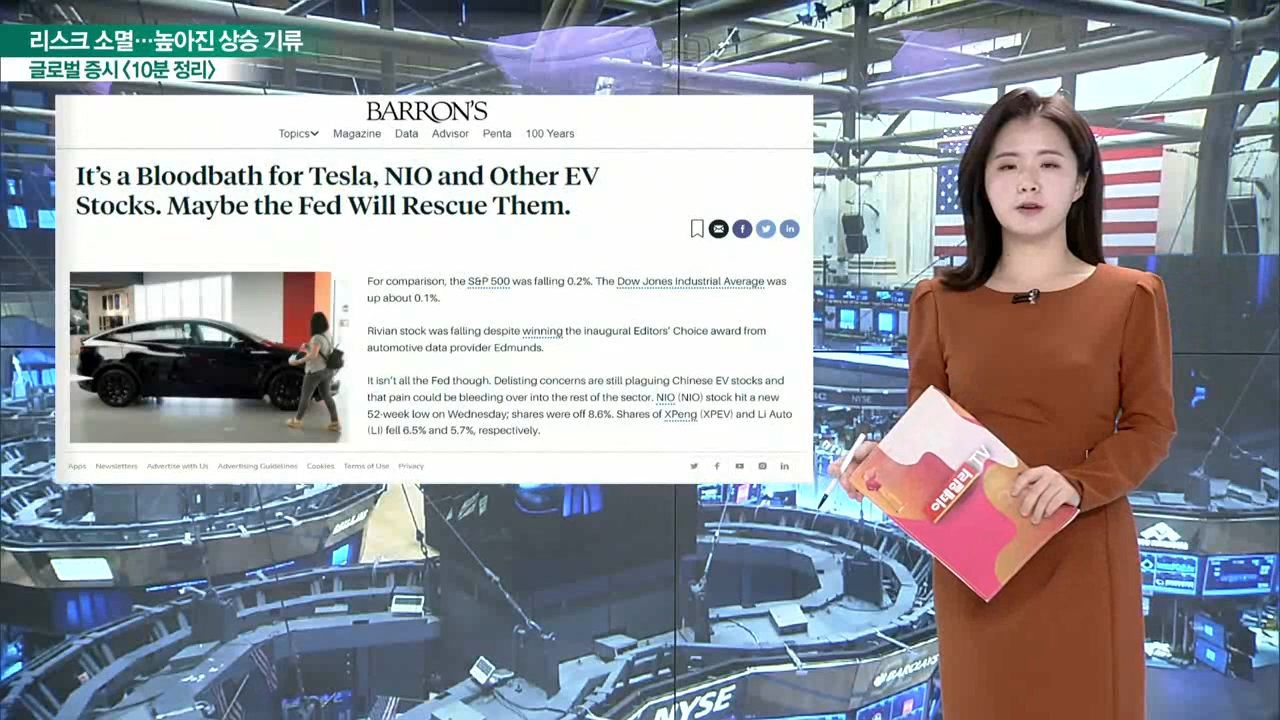 리스크 소멸…높아진 상승 기류
글로벌 증시 <10분 정리>
BARRON'S
Topics Magazine Data Advisor Penta 100 Years
It's a Bloodbath for Tesla, NIO and Other EV
Stocks. Maybe the Fed Will Rescue Them.
For comparison, the S&P 500 was falling 0.2%. The Dow Jones Industrial Average was
up about 0.1%.
Rivian stock was falling despite winning the inaugural Editors' Choice award from
automotive data provider Edmunds.
It isn't all the Fed though. Delisting concerns are still plaguing Chinese EV stocks and
that pain could be bleeding over into the rest of the sector. NIO (NIO) stock hit a new
52-week low on Wednesday; shares were off 8.6%. Shares of XPeng (XPEV) and Li Auto
(LI) fell 6.5% and 5.7%, respectively.
Apps Newsletters Advertise with Us Advertising Guidelines Cookies Terms of Use Privacy
이데일리 TV
NYSE
BARCLAYS
NYSE